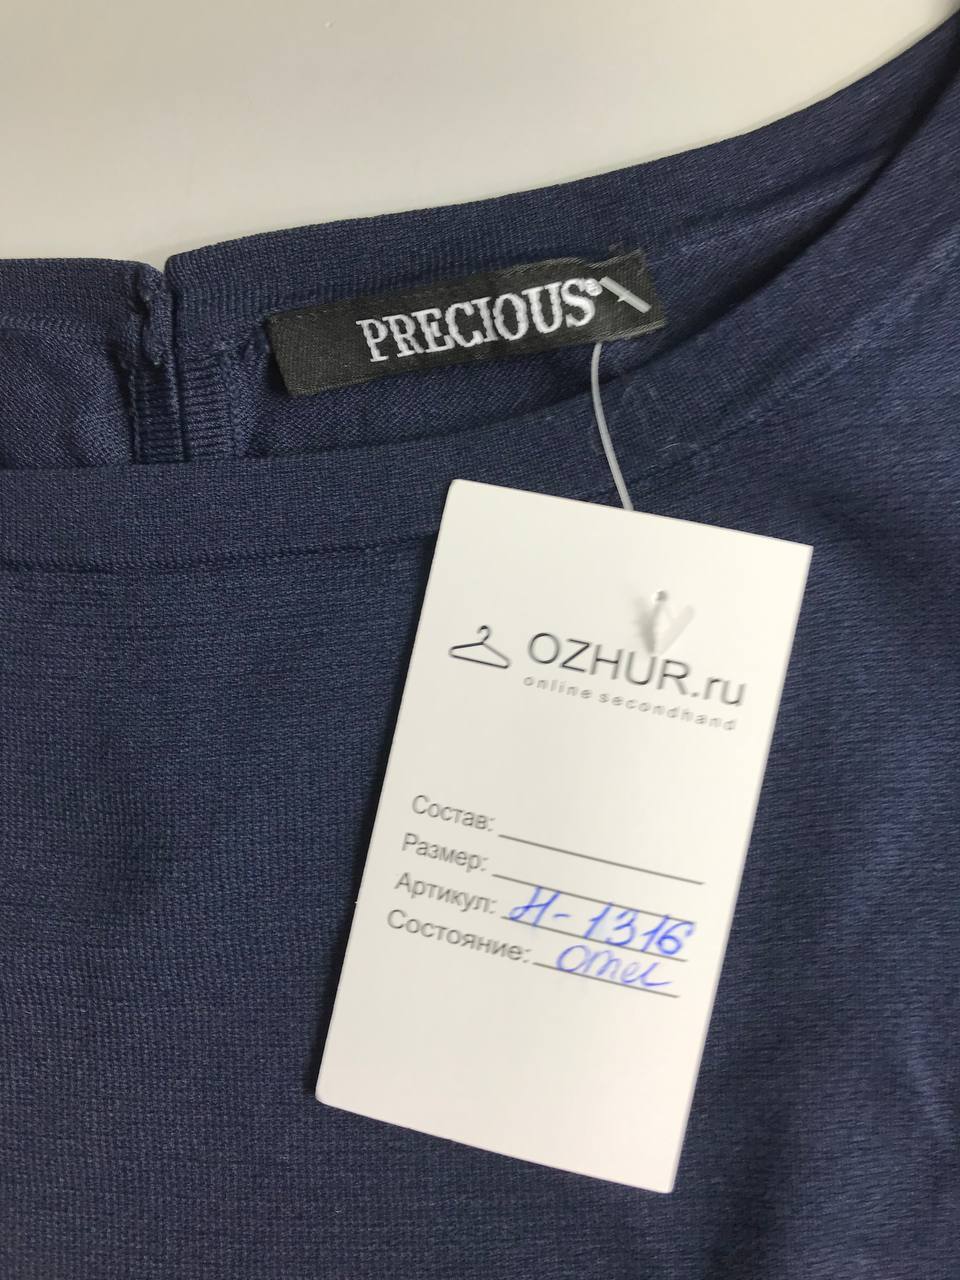 PRECIOUS®
OZHUR.ru
online secondhand
Состав:
Размер:
Артикул: Н-1316
Состояние: отл